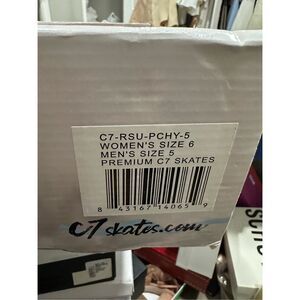 C7-RSU-PCHY-5
WOMEN'S SIZE 6
MEN'S SIZE 5
PREMIUM C7 SKATES
8 43167 14065 9
C7skates.com